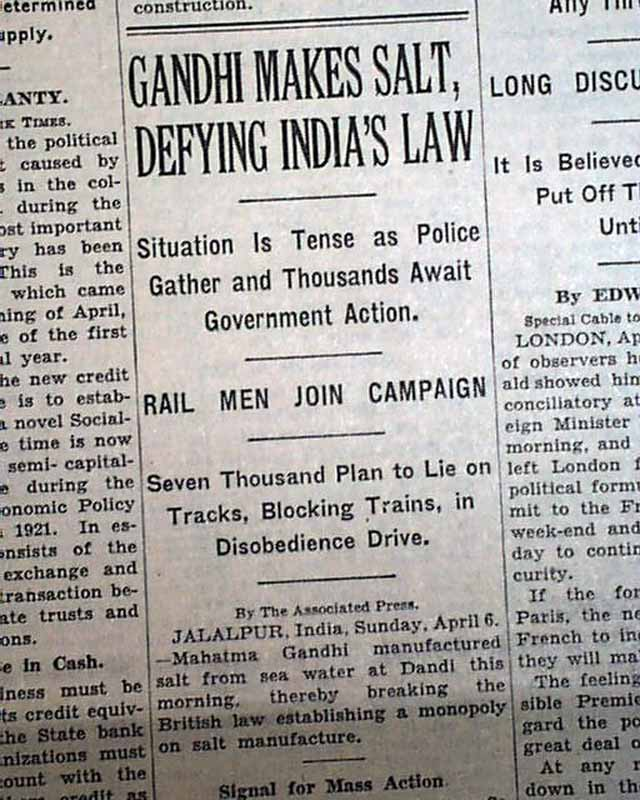 etermined
upply.
ANTY.
K TIMES.
the political
t caused by
s in the col-
. during the
ost important
ry has been
This is the
which came
ning of April,
e of the first
al year.
he new credit
e is to estab-
a novel Social-
e time is now
semi-capital-
e during the
onomic Policy
1921. In es-
onsists of the
exchange and
transaction be-
ate trusts and
ons.
e in Cash.
iness must be
ts credit equiv-
the State bank
nizations must
count with the
credit as
construction.
GANDHI MAKES SALT,
DEFYING INDIA'S LAW
Situation Is Tense as Police
Gather and Thousands Await
Government Action.
RAIL MEN JOIN CAMPAIGN
Seven Thousand Plan to Lie on
Tracks, Blocking Trains, in
Disobedience Drive.
By The Associated Press.
JALALPUR, India, Sunday, April 6.
—Mahatma Gandhi manufactured
salt from sea water at Dandi this
morning, thereby breaking the
British law establishing a monopoly
on salt manufacture.
Signal for Mass Action
Any
LONG DISCU
It Is Believed
Put Off T
Unti
By EDW
Special Cable to
LONDON, Ap
of observers h
ald showed him
conciliatory at
eign Minister
morning, and
left London f
political formu
mit to the Fr
week-end and
day to contin
curity.
If the for
Paris, the ne
French to in
they will ma
The feeling
sible Premie
gard the po
great deal o
At any r
down in th